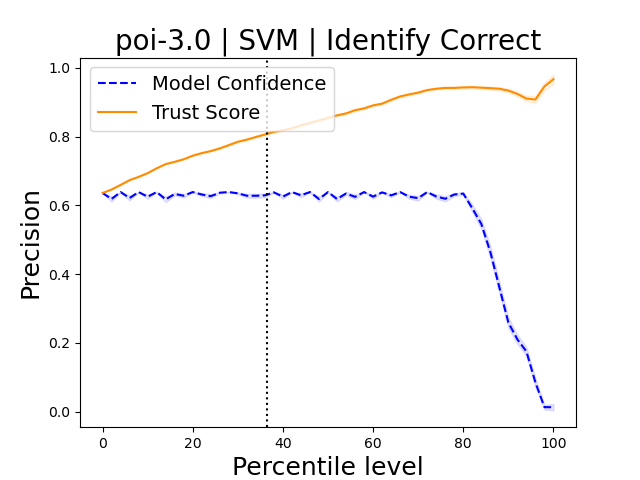 poi-3.0 | SVM | Identify Correct
Model Confidence
Trust Score
Precision
1.0
0.8
0.6
0.4
0.2
0.0
0 20 40 60 80 100
Percentile level